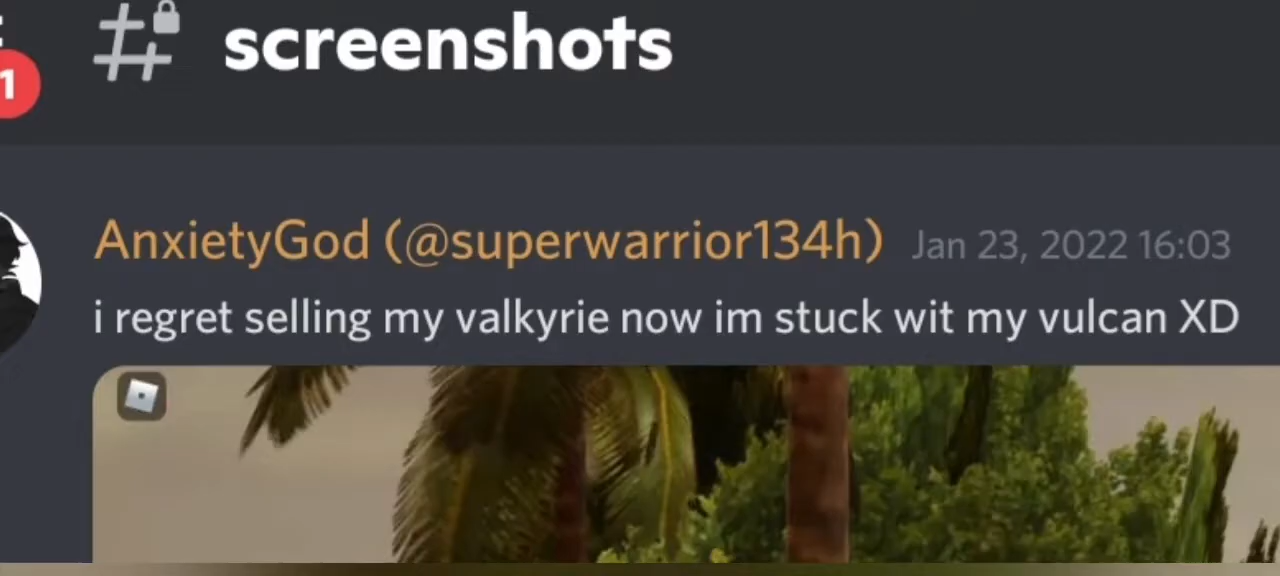 screenshots
1
AnxietyGod (@superwarrior134h) Jan 23, 2022 16:03
i regret selling my valkyrie now im stuck wit my vulcan XD